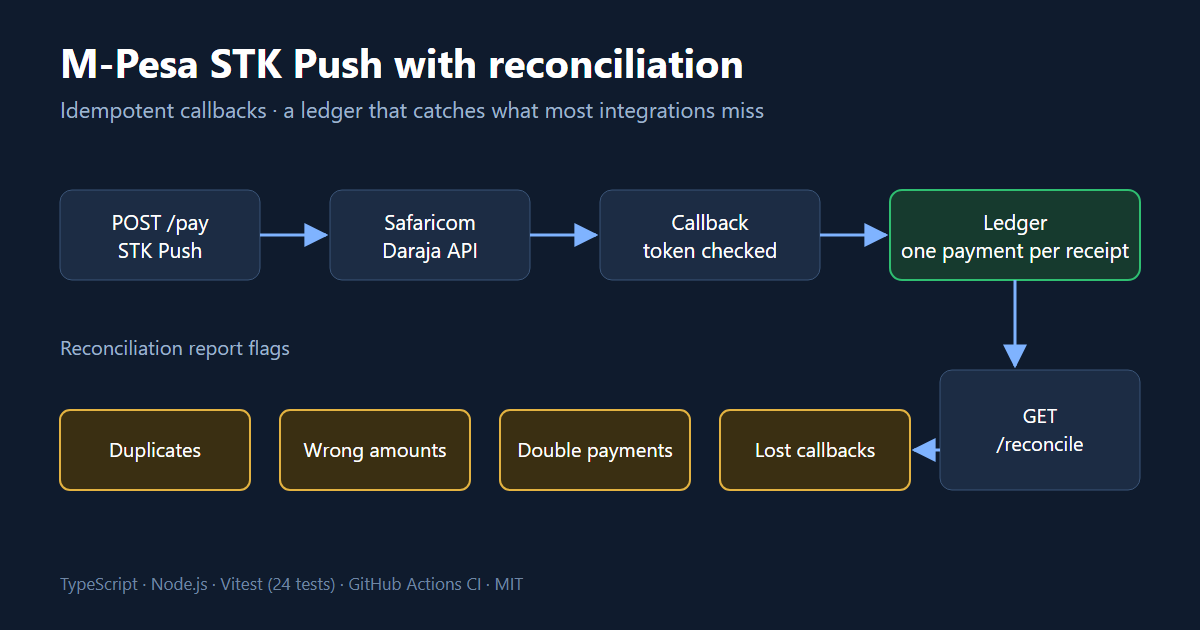 M-Pesa STK Push with reconciliation
Idempotent callbacks · a ledger that catches what most integrations miss
POST /pay
STK Push
Safaricom
Daraja API
Callback
token checked
Ledger
one payment per receipt
Reconciliation report flags
Duplicates
Wrong amounts
Double payments
Lost callbacks
GET
/reconcile
TypeScript · Node.js · Vitest (24 tests) · GitHub Actions CI · MIT